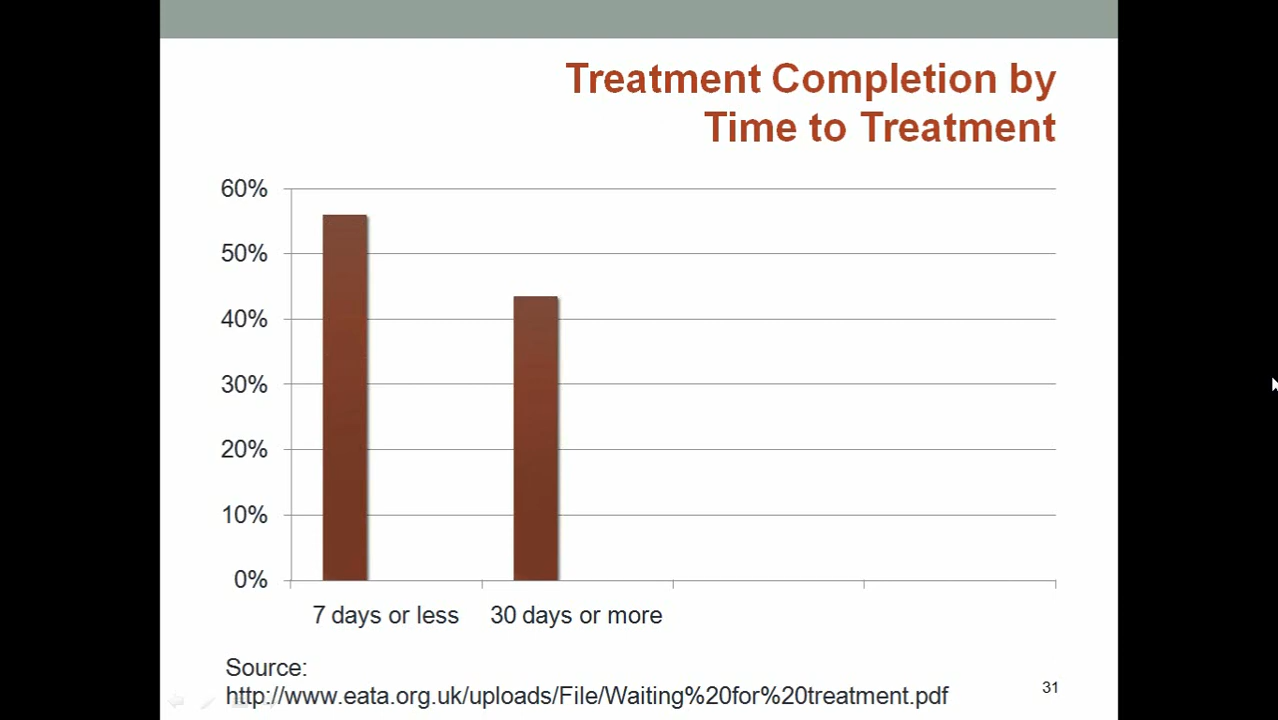 Treatment Completion by
Time to Treatment
60%
50%
40%
30%
20%
10%
0%
7 days or less 30 days or more
Source:
http://www.eata.org.uk/uploads/File/Waiting%20for%20treatment.pdf
31